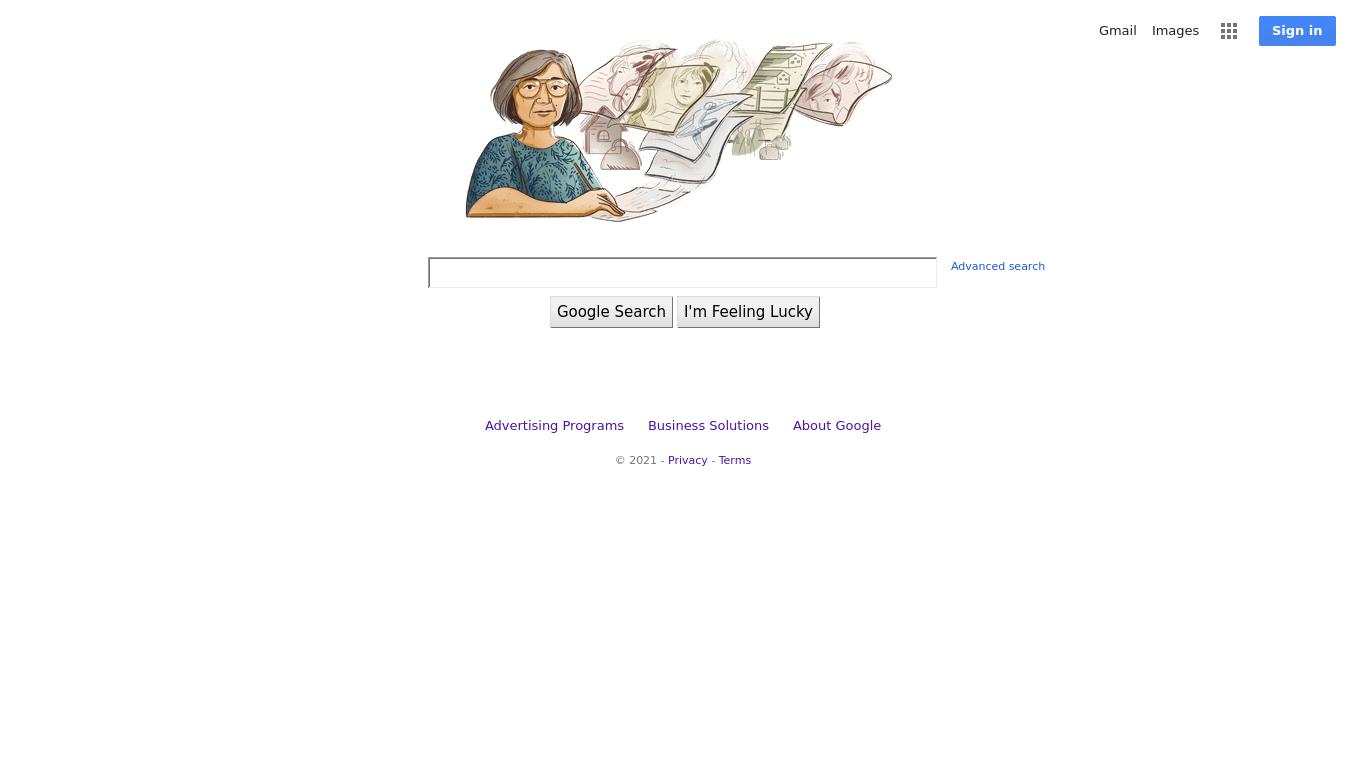 Gmail Images Sign in
Advanced search
Google Search I'm Feeling Lucky
Advertising Programs Business Solutions About Google
© 2021 - Privacy - Terms